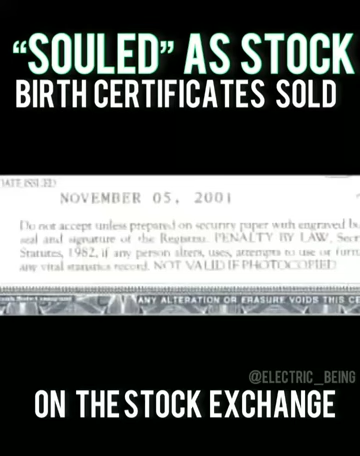 “SOULED” AS STOCK
BIRTH CERTIFICATES SOLD
DATE ISSUED
NOVEMBER 05, 2001
Do not accept unless prepared on security paper with engraved
seal and signature of the Registrar. PENALTY BY LAW,
Statutes, 1982, if any person alters, uses, attempts to use or
any vital statistics record. NOT VALID IF PHOTOCOPIED
ANY ALTERATION OR ERASURE VOIDS THIS
@ELECTRIC_BEING
ON THE STOCK EXCHANGE